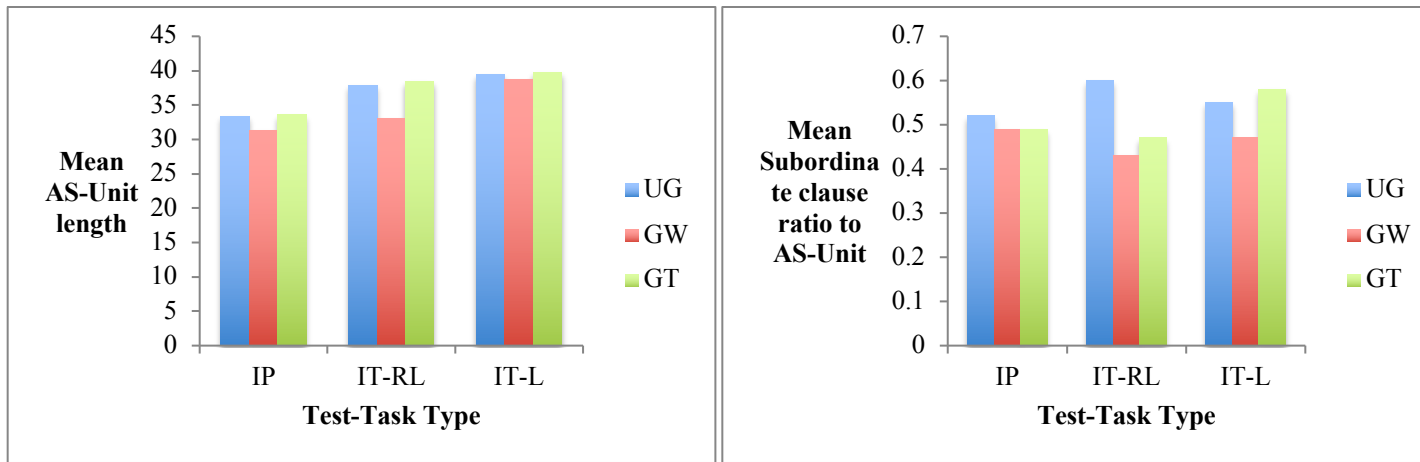 50
45
40
35
30
25
20
15
10
5
0
Mean
AS-Unit
length
IP IT-RL IT-L
Test-Task Type
UG
GW
GT
0.7
0.6
0.5
0.4
0.3
0.2
0.1
0
Mean
Subordina
te clause
ratio to
AS-Unit
IP IT-RL IT-L
Test-Task Type
UG
GW
GT